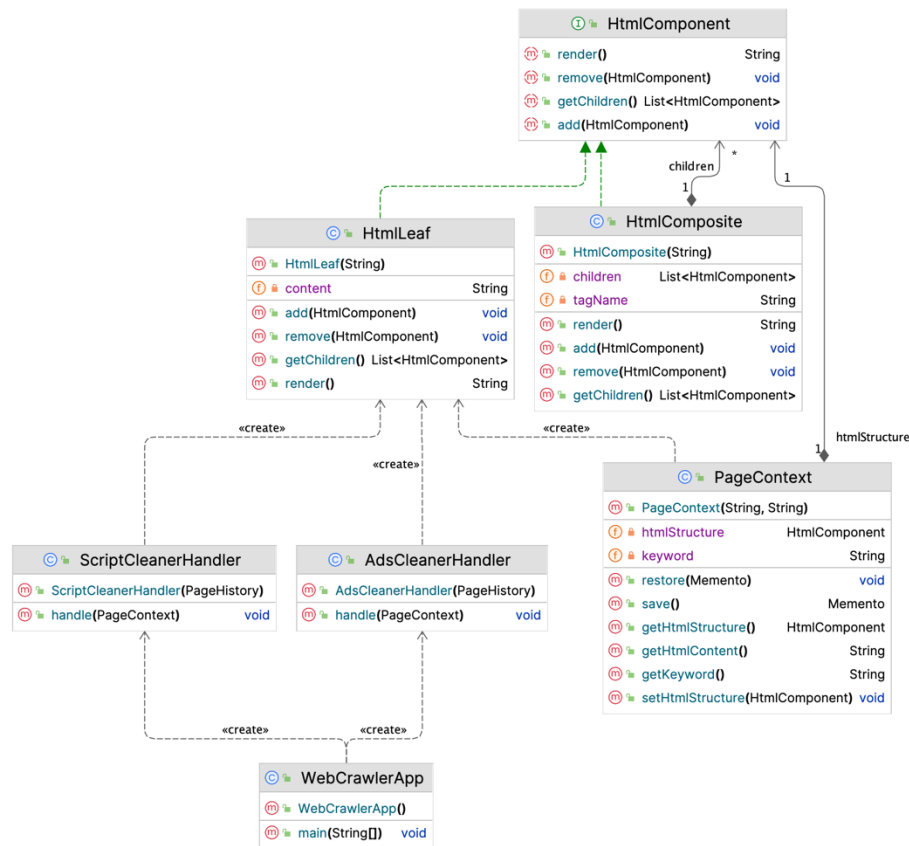 HtmlComponent
render() String
remove(HtmlComponent) void
getChildren() List<HtmlComponent>
add(HtmlComponent) void
children
*
1
1
HtmlLeaf
HtmlLeaf(String)
content String
add(HtmlComponent) void
remove(HtmlComponent) void
getChildren() List<HtmlComponent>
render() String
HtmlComposite
HtmlComposite(String)
children List<HtmlComponent>
tagName String
render() String
add(HtmlComponent) void
remove(HtmlComponent) void
getChildren() List<HtmlComponent>
«create»
«create»
«create»
htmlStructure
1
PageContext
PageContext(String, String)
htmlStructure HtmlComponent
keyword String
restore(Memento) void
save() Memento
getHtmlStructure() HtmlComponent
getHtmlContent() String
getKeyword() String
setHtmlStructure(HtmlComponent) void
ScriptCleanerHandler
ScriptCleanerHandler(PageHistory)
handle(PageContext) void
AdsCleanerHandler
AdsCleanerHandler(PageHistory)
handle(PageContext) void
«create»
«create»
WebCrawlerApp
WebCrawlerApp()
main(String[]) void